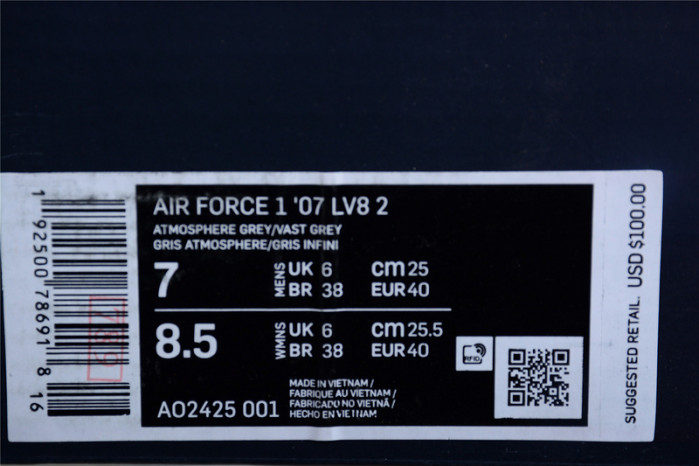 AIR FORCE 1 '07 LV8 2
ATMOSPHERE GREY/VAST GREY
GRIS ATMOSPHERE/GRIS INFINI
7 MENS UK 6 cm 25
BR 38 EUR 40
8.5 WMNS UK 6 cm 25.5
BR 38 EUR 40
RFID
MADE IN VIETNAM /
FABRIQUE AU VIETNAM /
FABRICADO NO VIETNÃ /
HECHO EN VIETNAM
AO2425 001
1 92500 78691 8 16
SUGGESTED RETAIL. USD $100.00